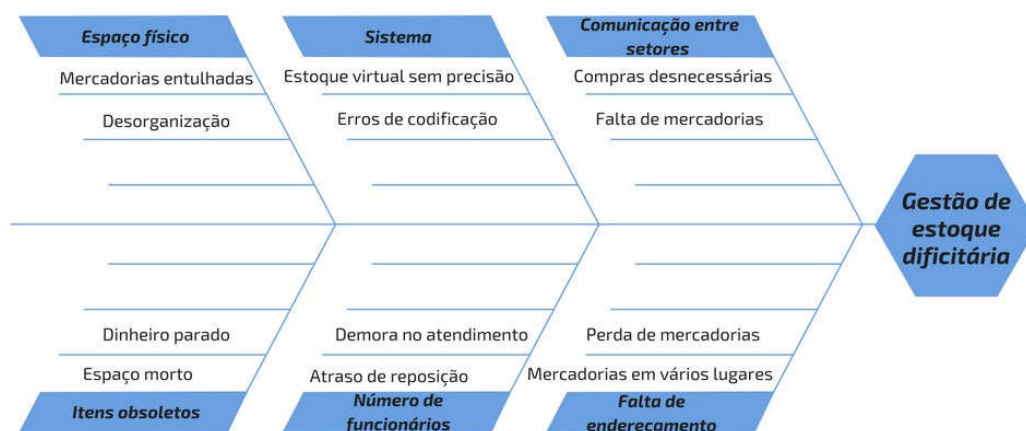 Espaço físico
Sistema
Comunicação entre
setores
Mercadorias entulhadas
Estoque virtual sem precisão
Compras desnecessárias
Desorganização
Erros de codificação
Falta de mercadorias
Gestão de
estoque
dificitária
Dinheiro parado
Demora no atendimento
Perda de mercadorias
Espaço morto
Atraso de reposição
Mercadorias em vários lugares
Itens obsoletos
Número de
funcionários
Falta de
endereçamento